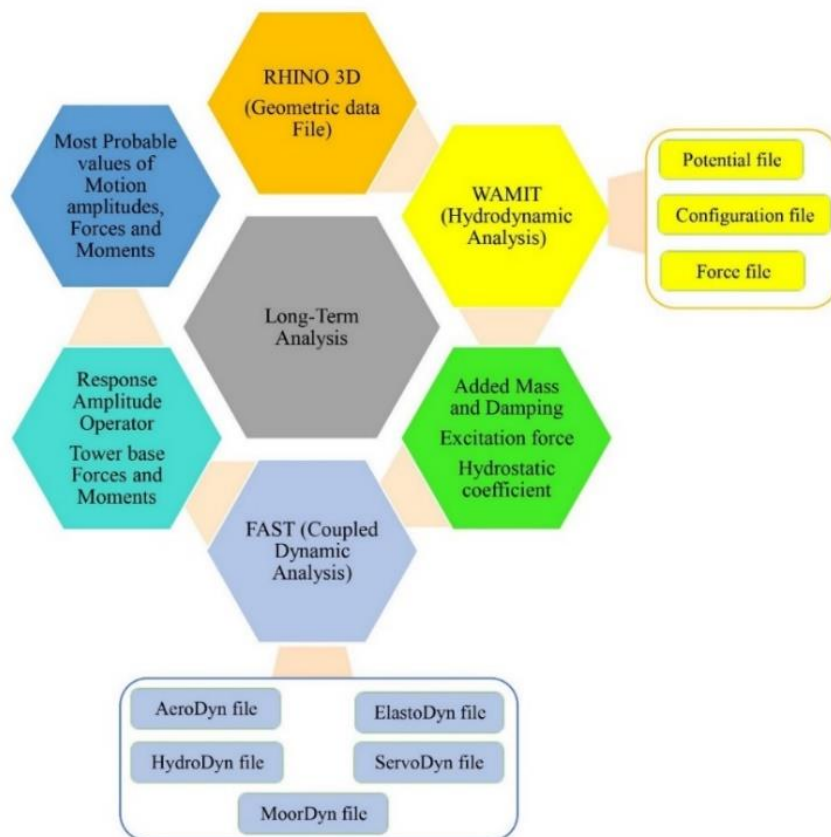 RHINO 3D
(Geometric data
File)
Most Probable
values of
Motion
amplitudes,
Forces and
Moments
WAMIT
(Hydrodynamic
Analysis)
Potential file
Configuration file
Force file
Long-Term
Analysis
Response
Amplitude
Operator
Tower base
Forces and
Moments
Added Mass
and Damping
Excitation force
Hydrostatic
coefficient
FAST (Coupled
Dynamic
Analysis)
AeroDyn file
ElastoDyn file
HydroDyn file
ServoDyn file
MoorDyn file